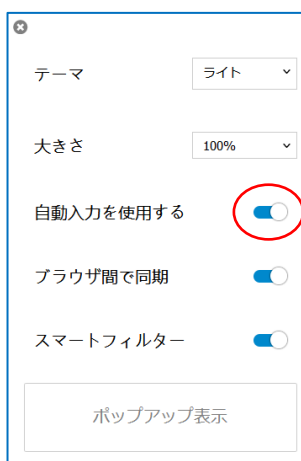 テーマ
ライト
大きさ
100%
自動入力を使用する
ブラウザ間で同期
スマートフィルター
ポップアップ表示